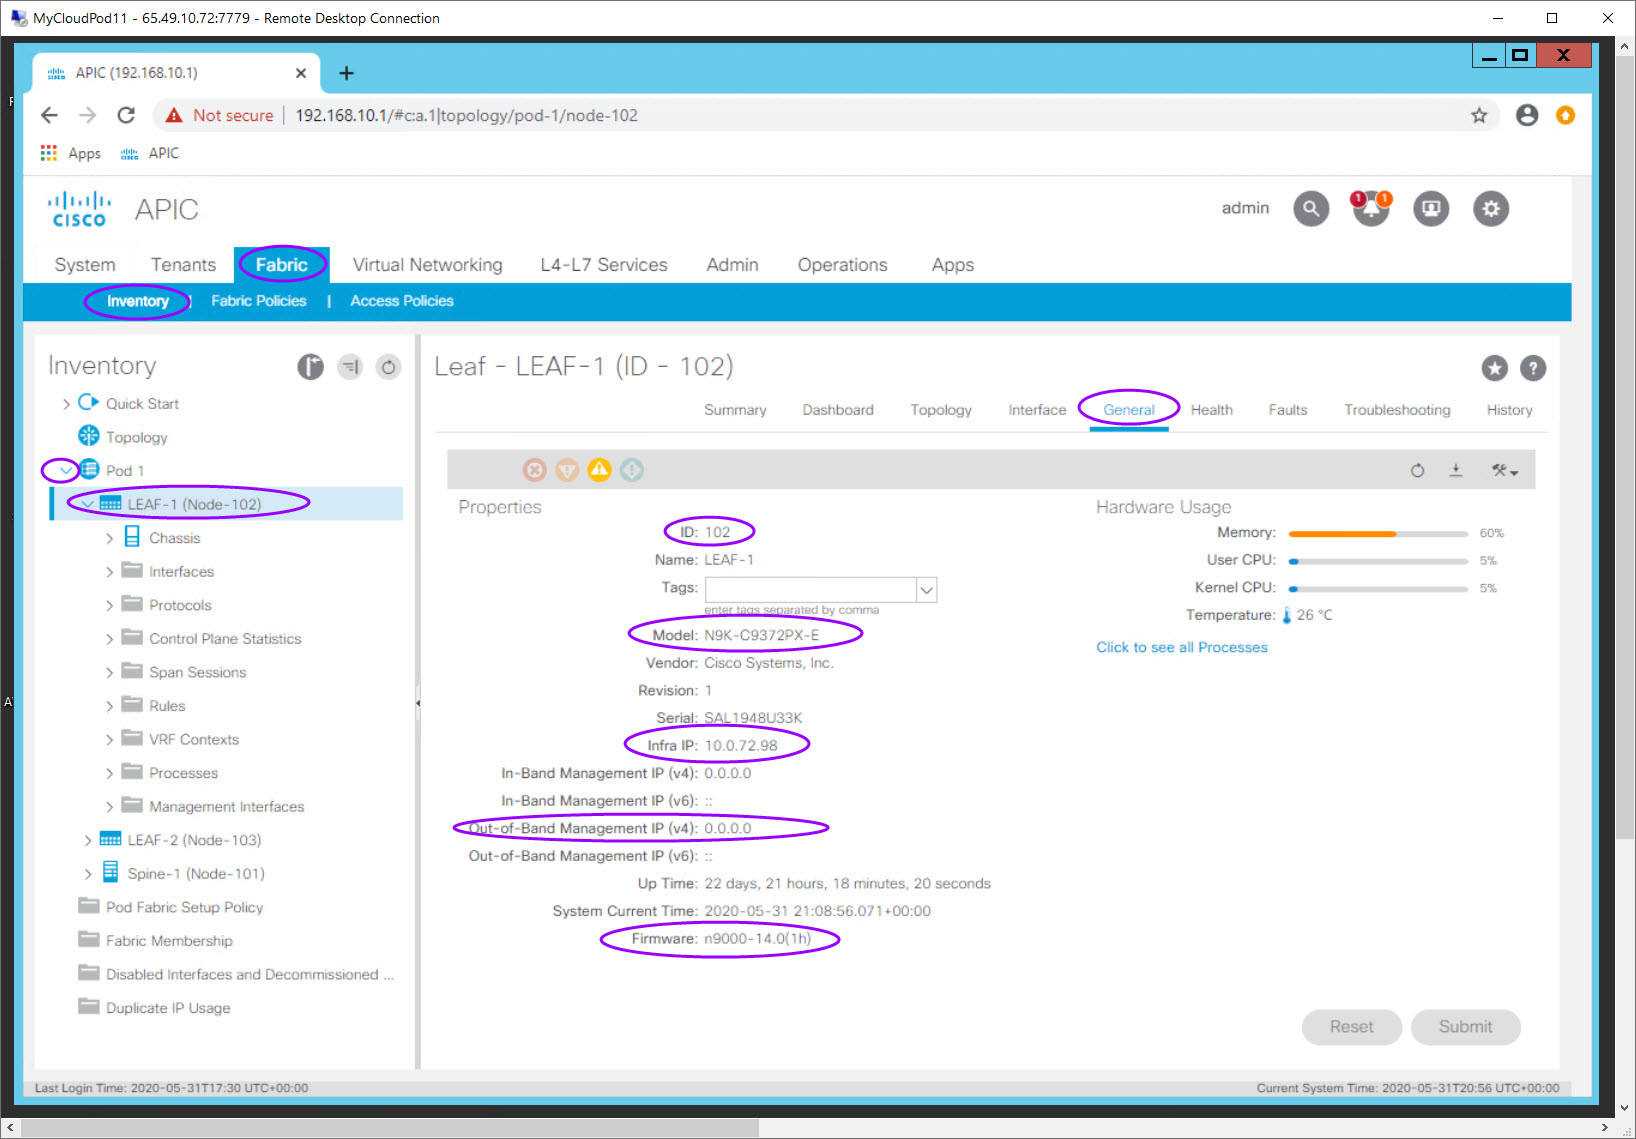 MyCloudPod11 - 65.49.10.72:7779 - Remote Desktop Connection
APIC (192.168.10.1)
Not secure | 192.168.10.1/#c:a.1|topology/pod-1/node-102
Apps APIC
CISCO APIC
admin 1 1
System Tenants Fabric Virtual Networking L4-L7 Services Admin Operations Apps
Inventory | Fabric Policies | Access Policies
Inventory
Quick Start
Topology
Pod 1
LEAF-1 (Node-102)
Chassis
Interfaces
Protocols
Control Plane Statistics
Span Sessions
Rules
VRF Contexts
Processes
Management Interfaces
LEAF-2 (Node-103)
Spine-1 (Node-101)
Pod Fabric Setup Policy
Fabric Membership
Disabled Interfaces and Decommissioned ...
Duplicate IP Usage
Leaf - LEAF-1 (ID - 102)
Summary Dashboard Topology Interface General Health Faults Troubleshooting History
Properties
ID: 102
Name: LEAF-1
Tags:
enter tags separated by comma
Model: N9K-C9372PX-E
Vendor: Cisco Systems, Inc.
Revision: 1
Serial: SAL1948U33K
Infra IP: 10.0.72.98
In-Band Management IP (v4): 0.0.0.0
In-Band Management IP (v6): ::
Out-of-Band Management IP (v4): 0.0.0.0
Out-of-Band Management IP (v6): ::
Up Time: 22 days, 21 hours, 18 minutes, 20 seconds
System Current Time: 2020-05-31 21:08:56.071+00:00
Firmware: n9000-14.0(1h)
Hardware Usage
Memory: 60%
User CPU: 5%
Kernel CPU: 5%
Temperature: 26 °C
Click to see all Processes
Reset Submit
Last Login Time: 2020-05-31T17:30 UTC+00:00
Current System Time: 2020-05-31T20:56 UTC+00:00